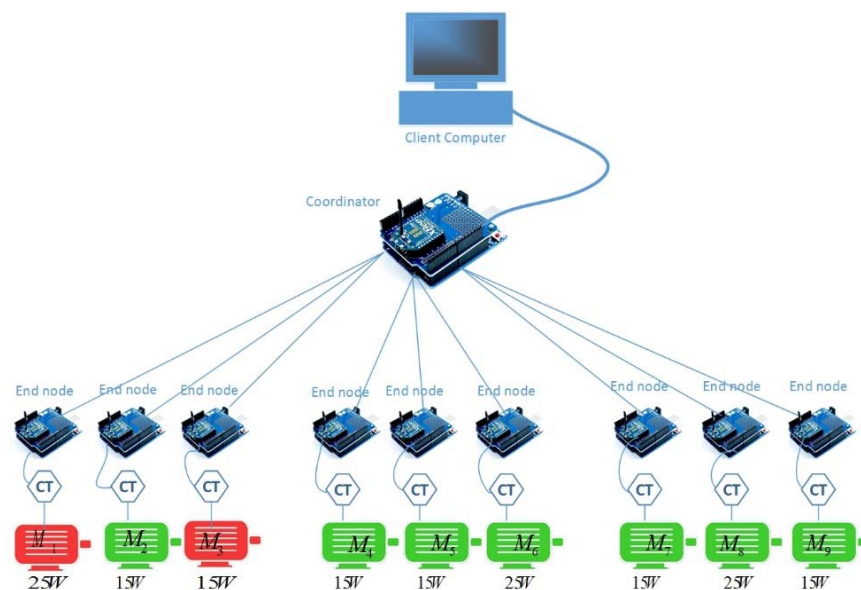 Client Computer
Coordinator
End node End node End node End node End node End node End node End node End node
CT CT CT CT CT CT CT CT CT
M1 M2 M3 M4 M5 M6 M7 M8 M9
25W 15W 15W 15W 15W 25W 15W 25W 15W